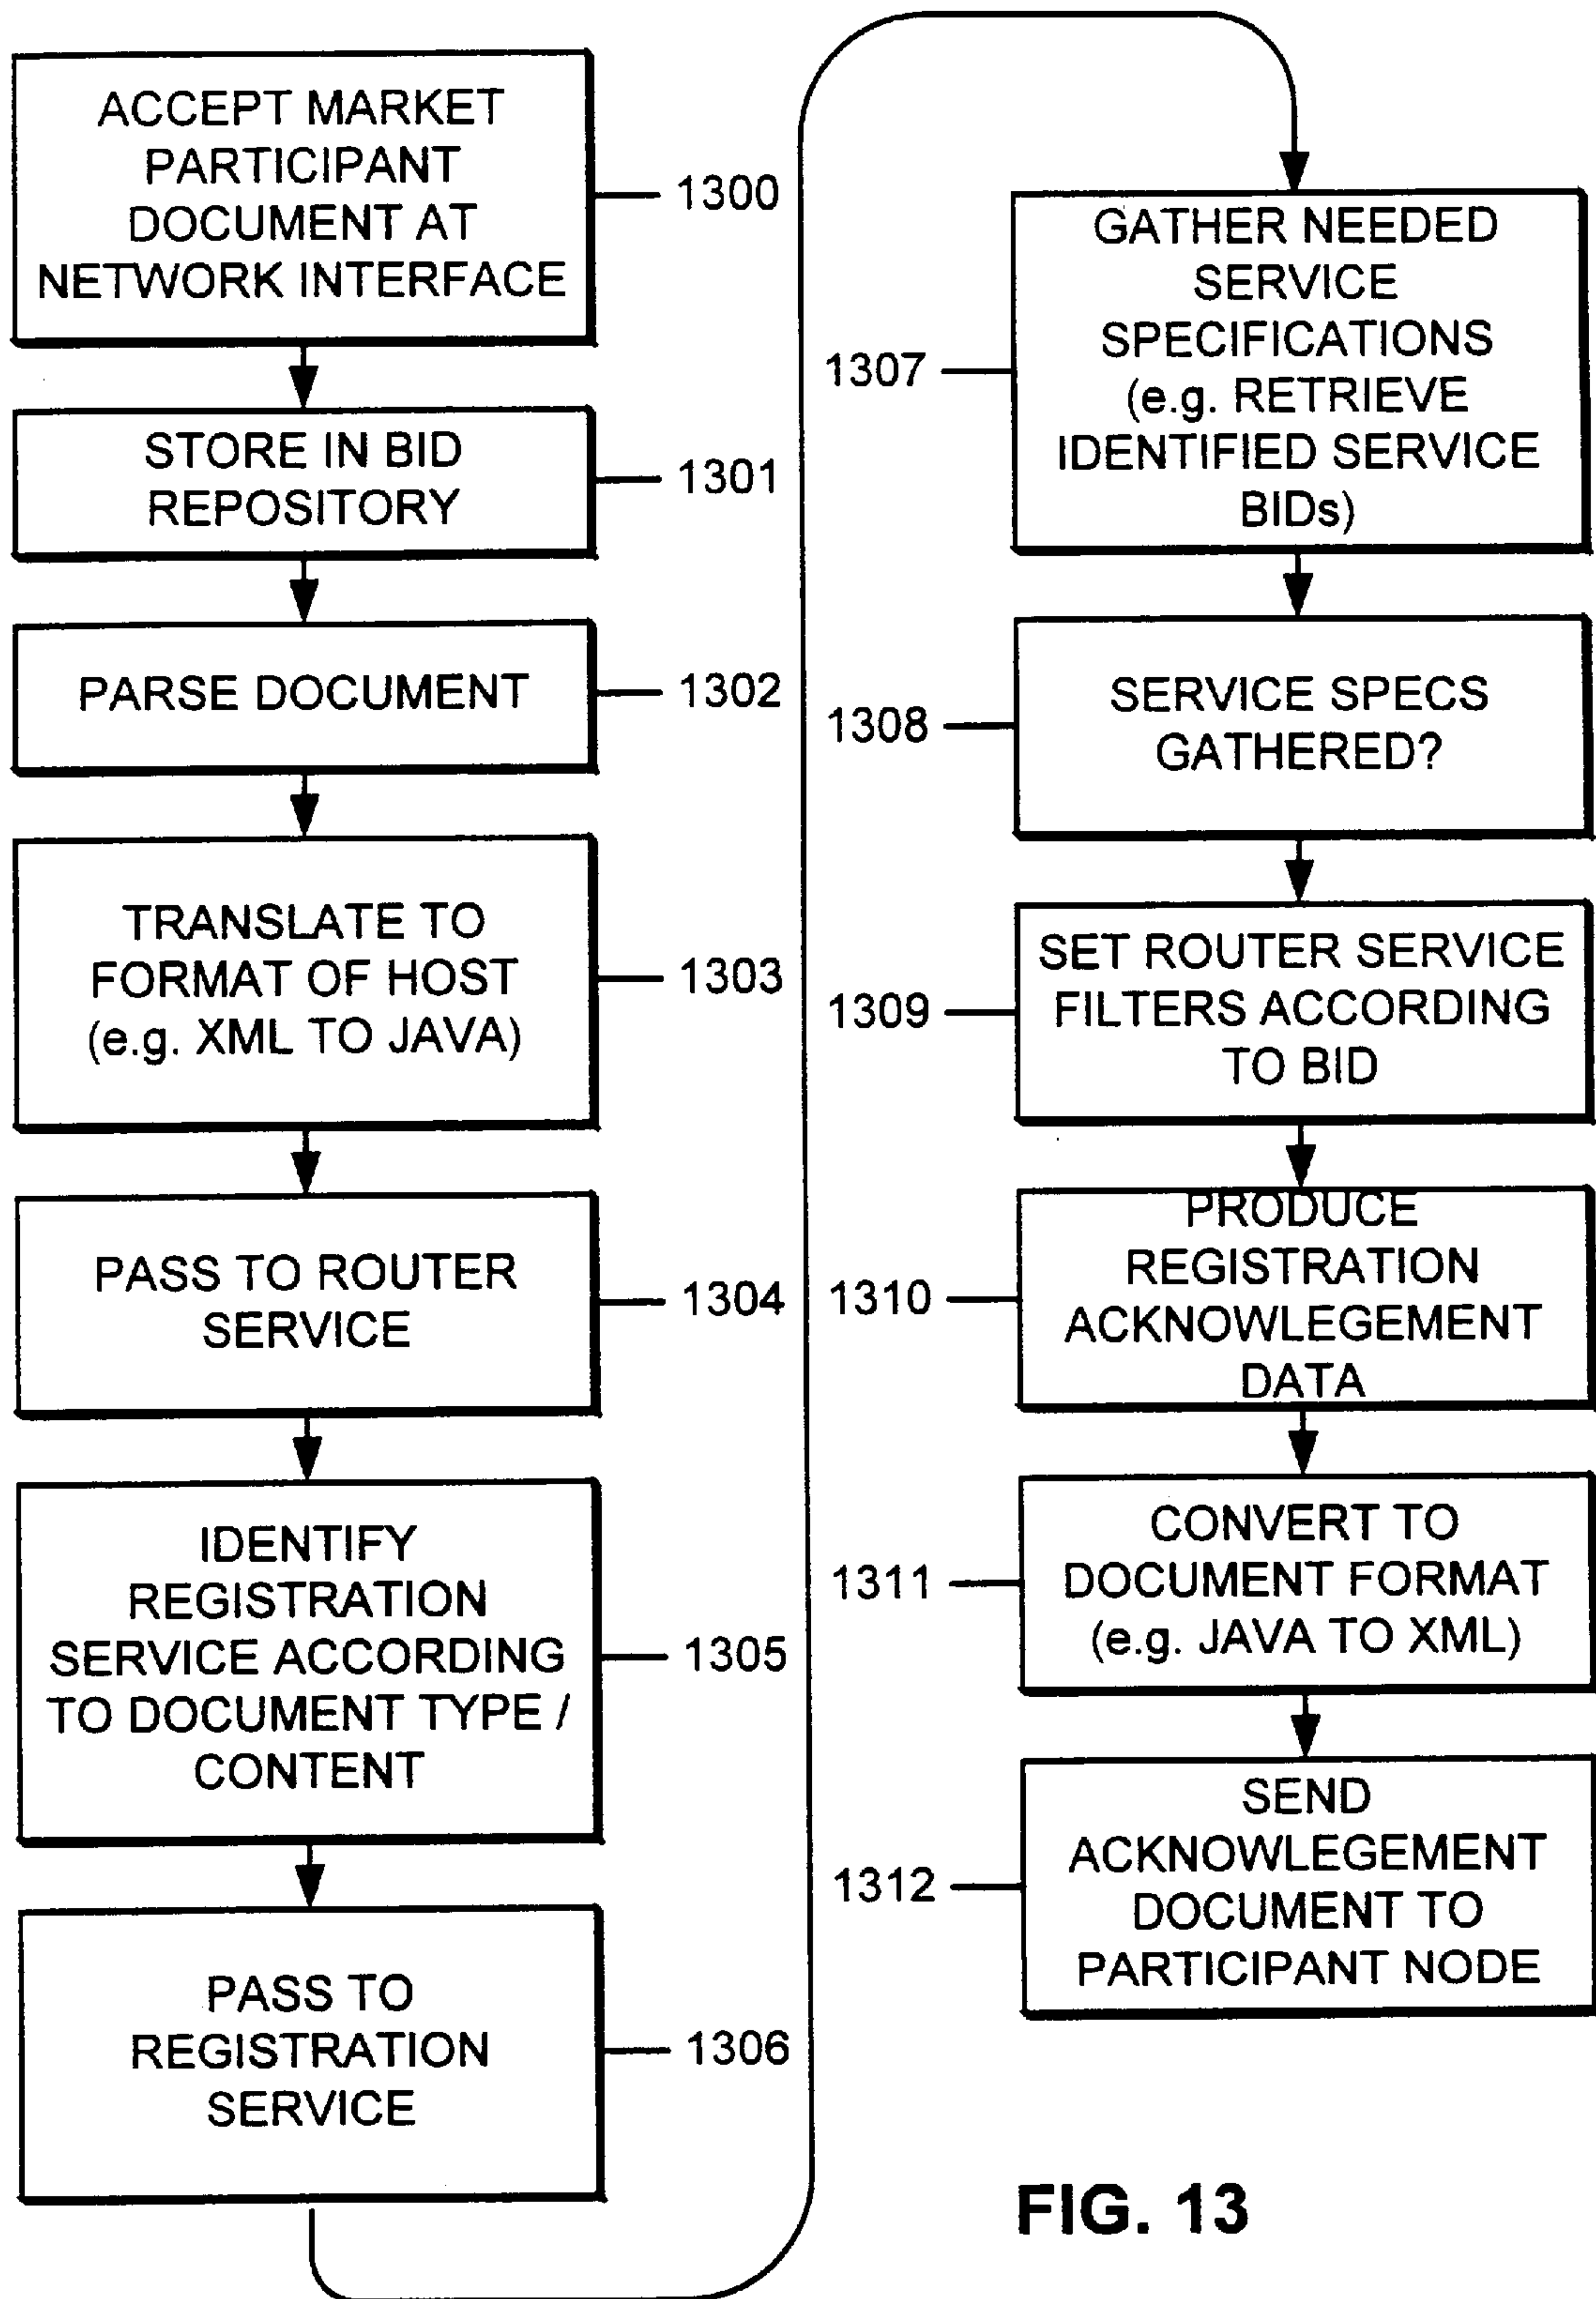 ACCEPT MARKET
PARTICIPANT
DOCUMENT AT
NETWORK INTERFACE
1300
STORE IN BID
REPOSITORY
1301
PARSE DOCUMENT
1302
TRANSLATE TO
FORMAT OF HOST
(e.g. XML TO JAVA)
1303
PASS TO ROUTER
SERVICE
1304
IDENTIFY
REGISTRATION
SERVICE ACCORDING
TO DOCUMENT TYPE /
CONTENT
1305
PASS TO
REGISTRATION
SERVICE
1306
GATHER NEEDED
SERVICE
SPECIFICATIONS
(e.g. RETRIEVE
IDENTIFIED SERVICE
BIDs)
1307
SERVICE SPECS
GATHERED?
1308
SET ROUTER SERVICE
FILTERS ACCORDING
TO BID
1309
PRODUCE
REGISTRATION
ACKNOWLEGEMENT
DATA
1310
CONVERT TO
DOCUMENT FORMAT
(e.g. JAVA TO XML)
1311
SEND
ACKNOWLEGEMENT
DOCUMENT TO
PARTICIPANT NODE
1312
FIG. 13